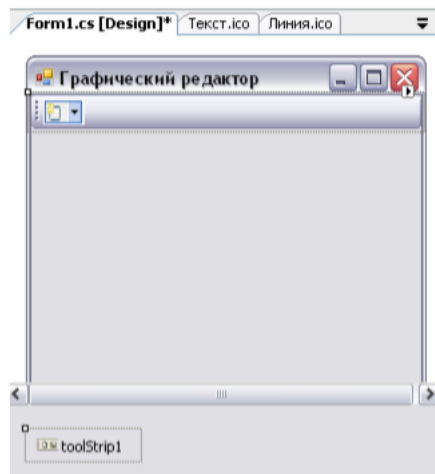 Form1.cs [Design]* Текст.ico Линия.ico
Графический редактор
toolStrip1